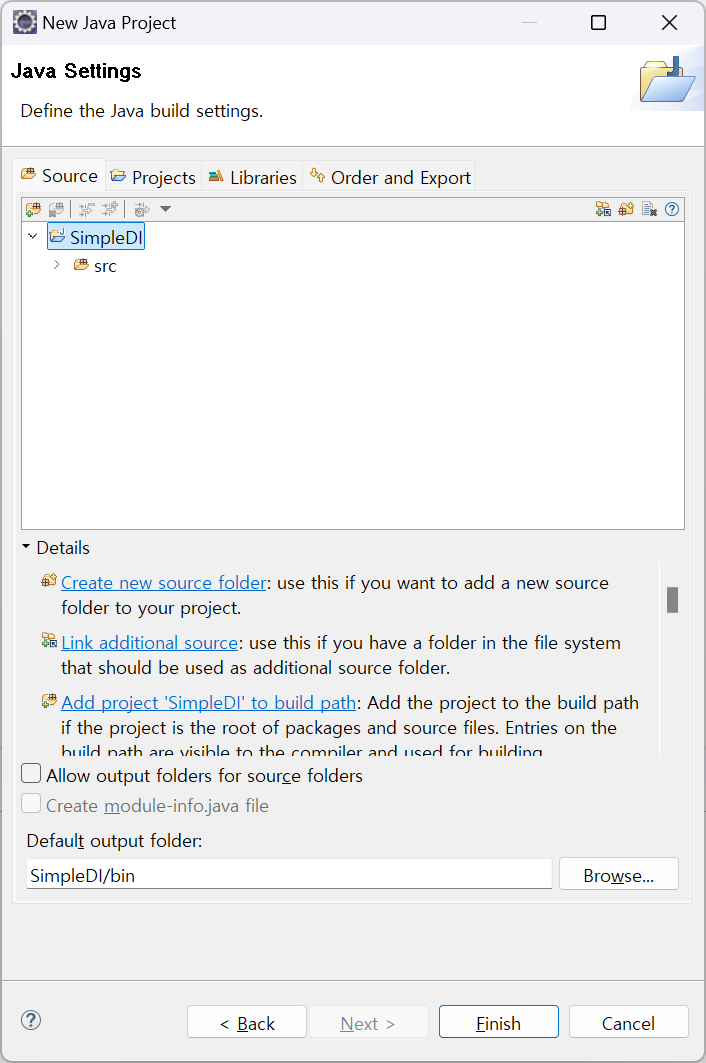 New Java Project
Java Settings
Define the Java build settings.
Source Projects Libraries Order and Export
SimpleDI
src
Details
Create new source folder: use this if you want to add a new source
folder to your project.
Link additional source: use this if you have a folder in the file system
that should be used as additional source folder.
Add project 'SimpleDI' to build path: Add the project to the build path
if the project is the root of packages and source files. Entries on the
build path are visible to the compiler and used for building.
Allow output folders for source folders
Create module-info.java file
Default output folder:
SimpleDI/bin
Browse...
< Back
Next >
Finish
Cancel